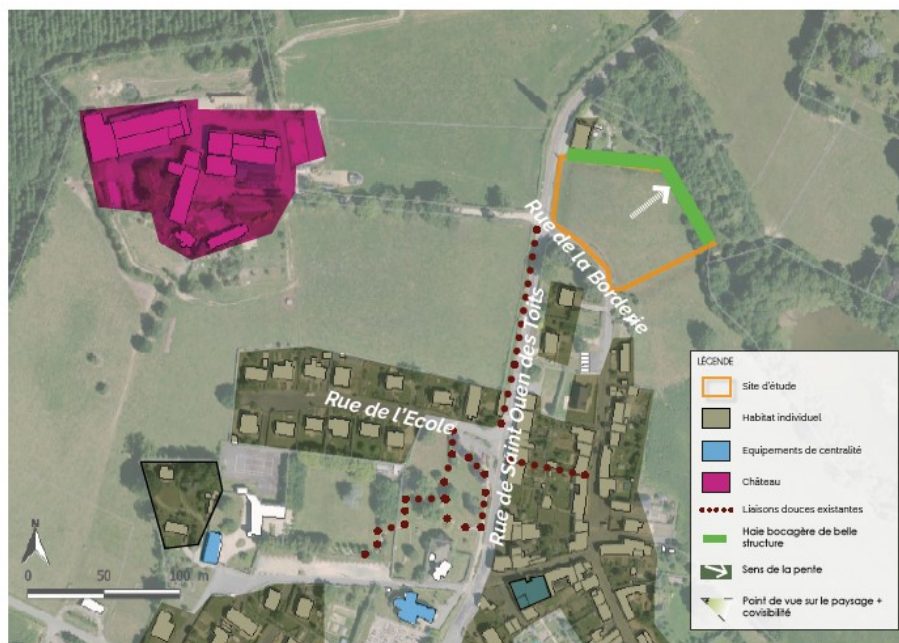 Rue de la Borderie
Rue de Saint Ouen des Toits
Rue de l'Ecole
N
0 50 100 m
LÉGENDE
Site d'étude
Habitat individuel
Equipements de centralité
Château
Liaisons douces existantes
Haie bocagère de belle
structure
Sens de la pente
Point de vue sur le paysage +
covisibilité